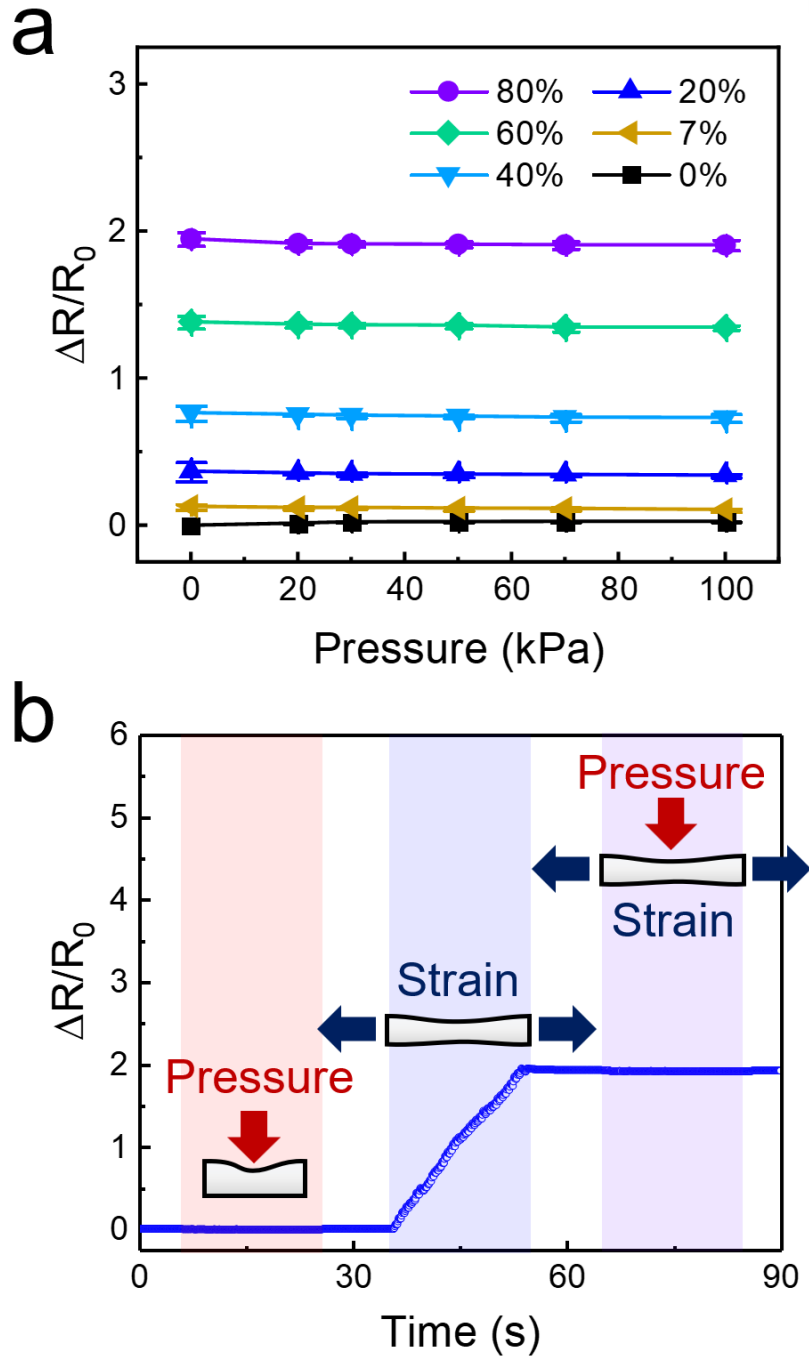 a
3
2
1
0
ΔR/R0
80%
60%
40%
20%
7%
0%
0 20 40 60 80 100
Pressure (kPa)
b
6
5
4
3
2
1
0
ΔR/R0
Pressure
Strain
Strain
Pressure
0 30 60 90
Time (s)